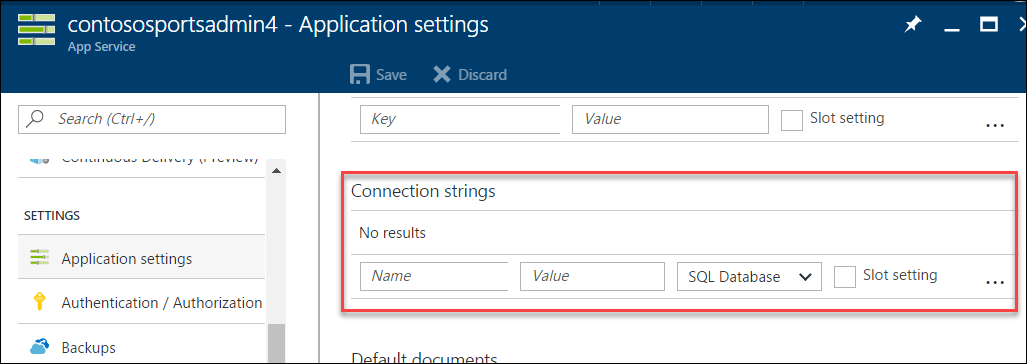 contososportsadmin4 - Application settings
App Service
Save Discard
Search (Ctrl+/)
Key Value Slot setting ...
Continuous Delivery (Preview)
Connection strings
SETTINGS
No results
Application settings
Name Value SQL Database Slot setting ...
Authentication / Authorization
Backups
Default documents